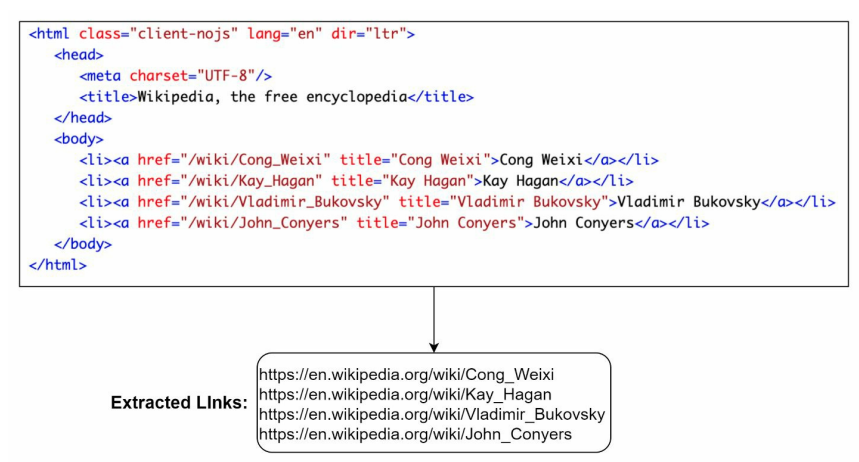 <html class="client-nojs" lang="en" dir="ltr">
<head>
<meta charset="UTF-8"/>
<title>Wikipedia, the free encyclopedia</title>
</head>
<body>
<li><a href="/wiki/Cong_Weixi" title="Cong Weixi">Cong Weixi</a></li>
<li><a href="/wiki/Kay_Hagan" title="Kay Hagan">Kay Hagan</a></li>
<li><a href="/wiki/Vladimir_Bukovsky" title="Vladimir Bukovsky">Vladimir Bukovsky</a></li>
<li><a href="/wiki/John_Conyers" title="John Conyers">John Conyers</a></li>
</body>
</html>
Extracted LInks:
https://en.wikipedia.org/wiki/Cong_Weixi
https://en.wikipedia.org/wiki/Kay_Hagan
https://en.wikipedia.org/wiki/Vladimir_Bukovsky
https://en.wikipedia.org/wiki/John_Conyers